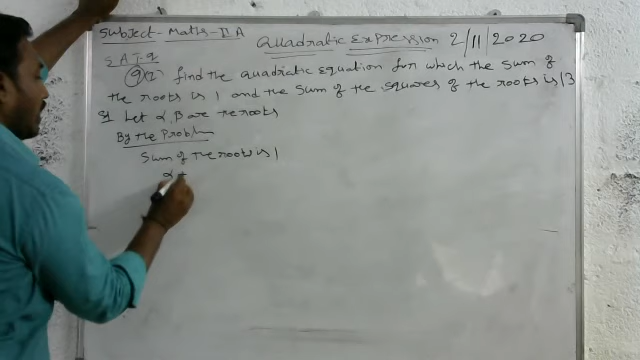 Subject - Maths - II A
Quadratic Expression 2/11/2020
S.A.T.Q
find the quadratic Equation for which the sum of
the roots is 1 and the sum of the squares of the roots is 13
Let α, β are the roots
By the Problem
Sum of the roots is 1
α +